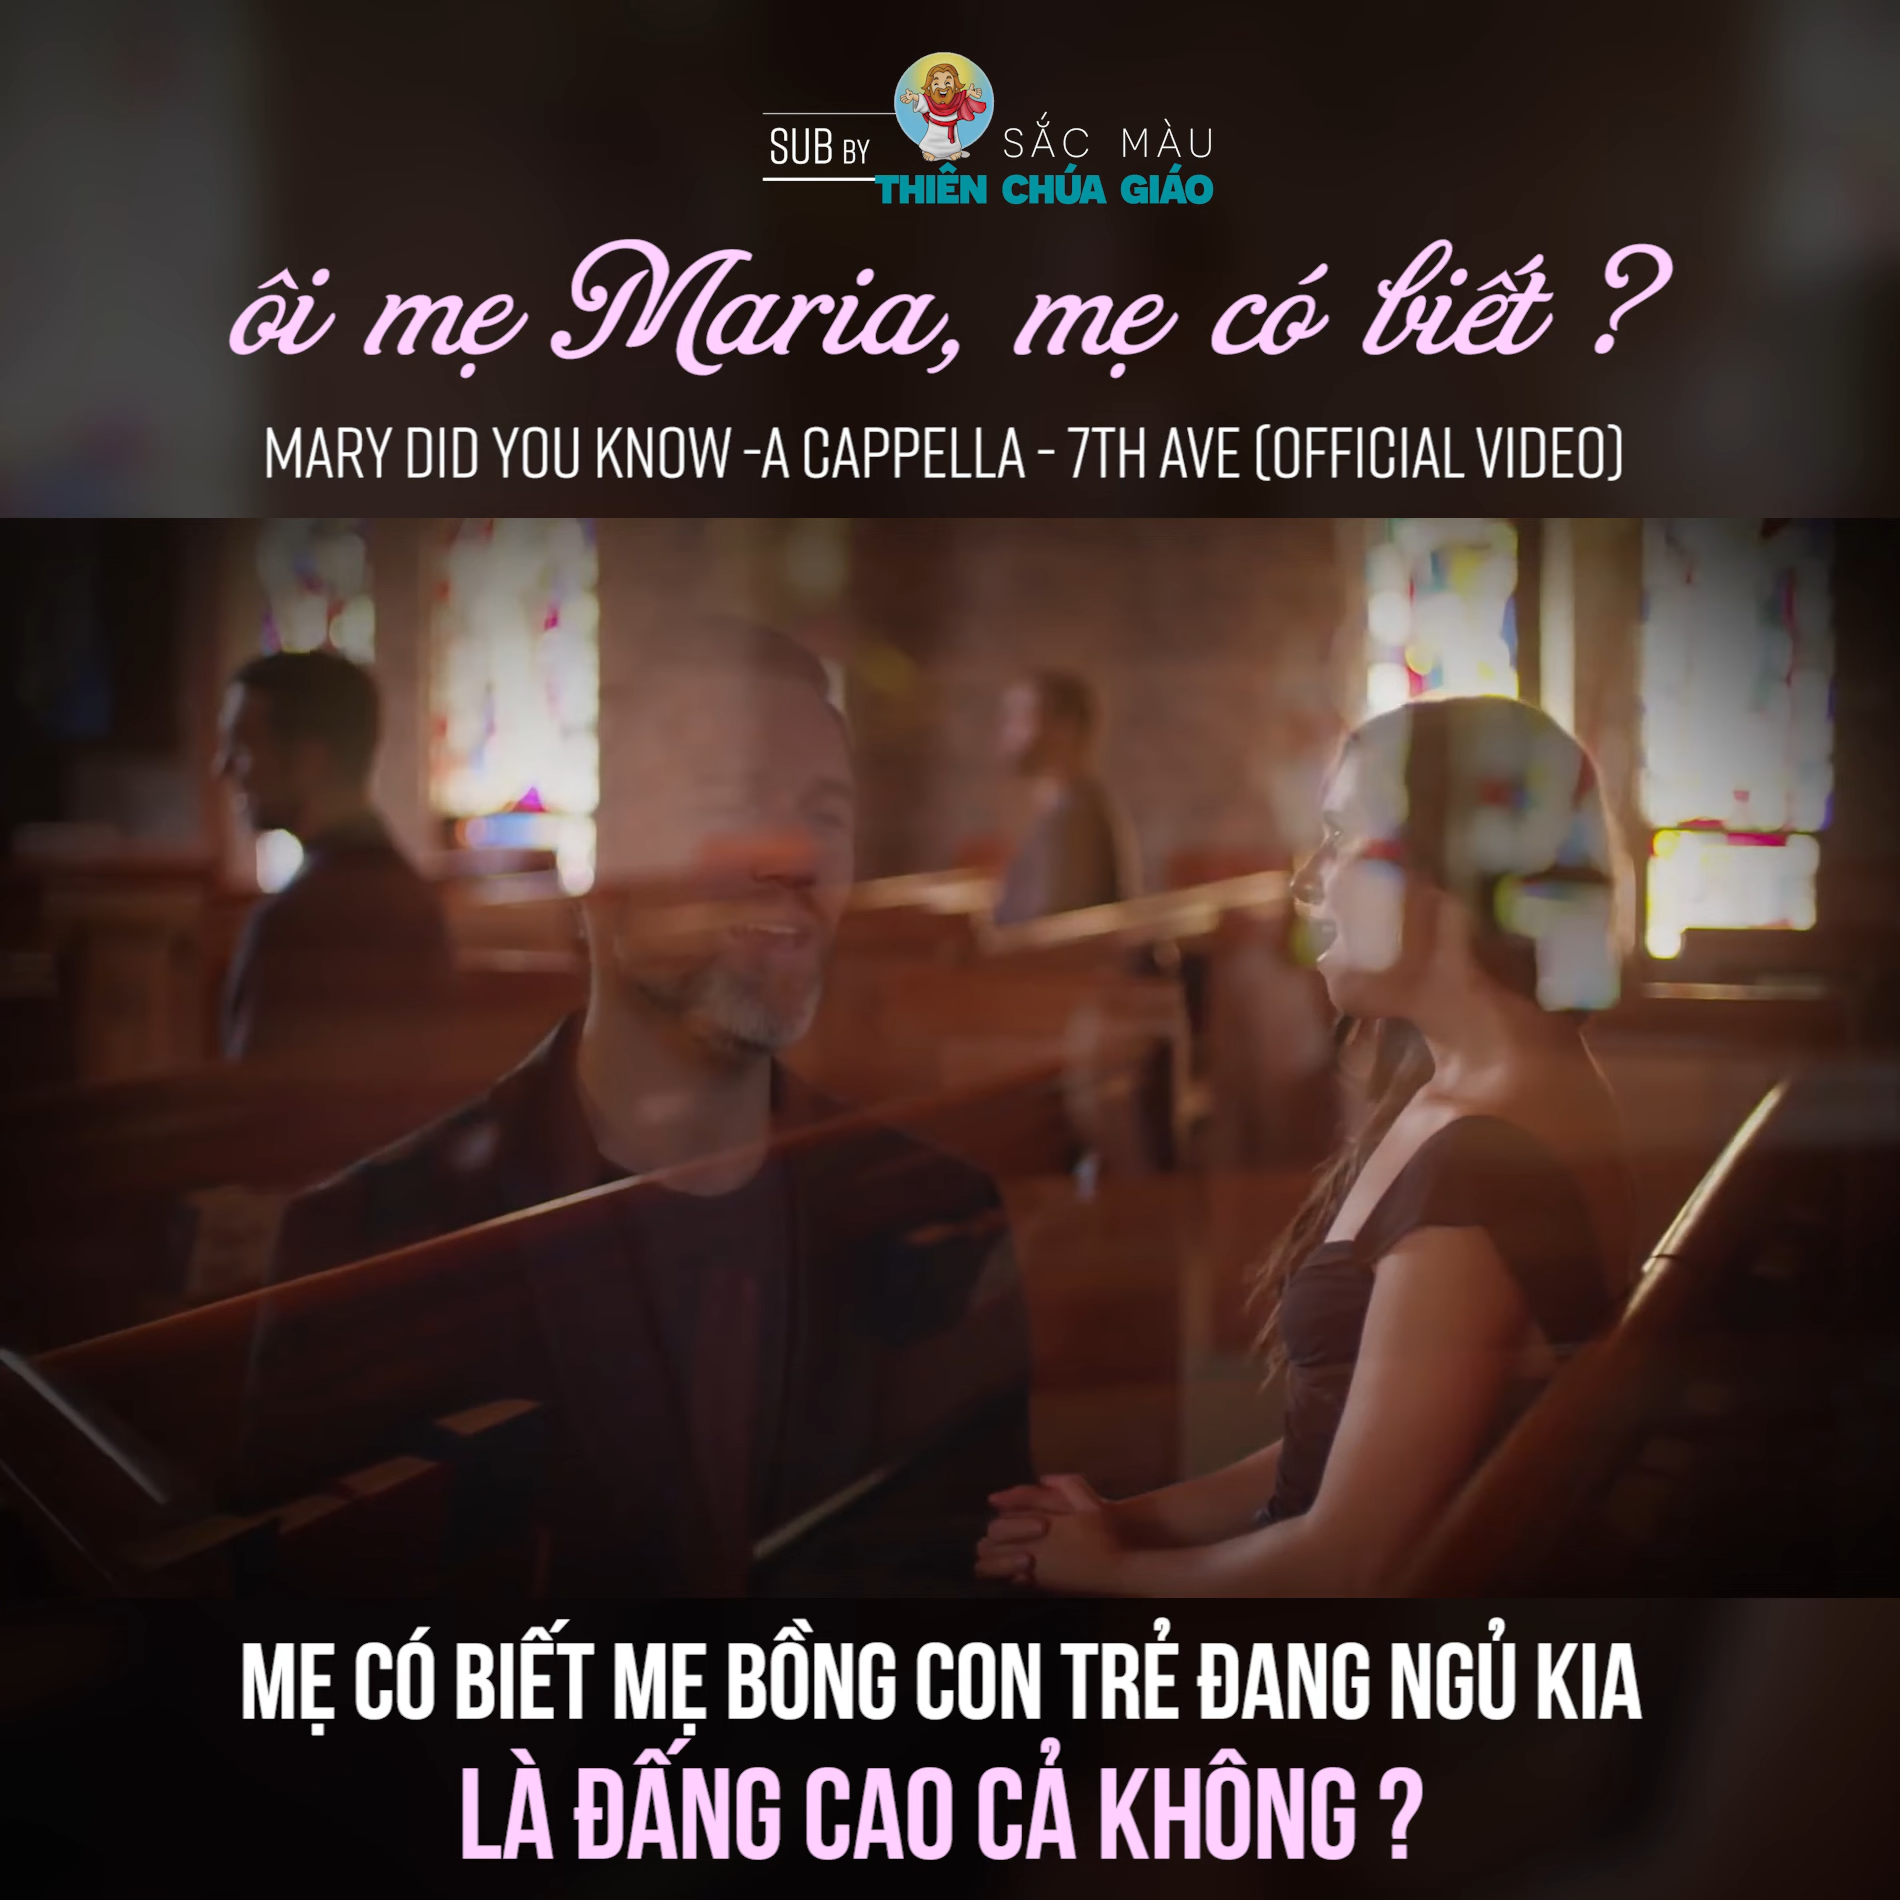 SUB BY SẮC MÀU
THIÊN CHÚA GIÁO
ôi mẹ Maria, mẹ có biết ?
MARY DID YOU KNOW -A CAPPELLA - 7TH AVE (OFFICIAL VIDEO)
MẸ CÓ BIẾT MẸ BỒNG CON TRẺ ĐANG NGỦ KIA
LÀ ĐẤNG CAO CẢ KHÔNG ?